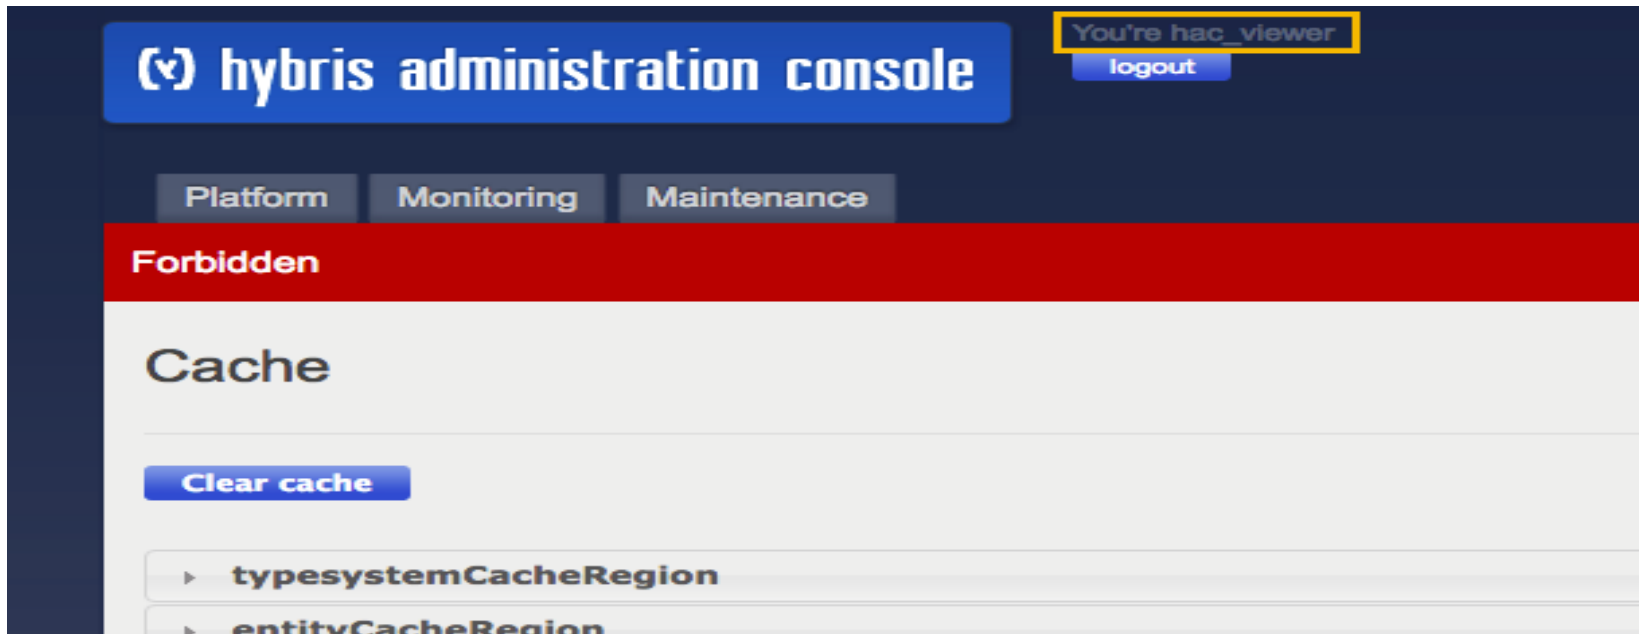 (y) hybris administration console
You're hac_viewer
logout
Platform Monitoring Maintenance
Forbidden
Cache
Clear cache
typesystemCacheRegion
entityCacheRegion